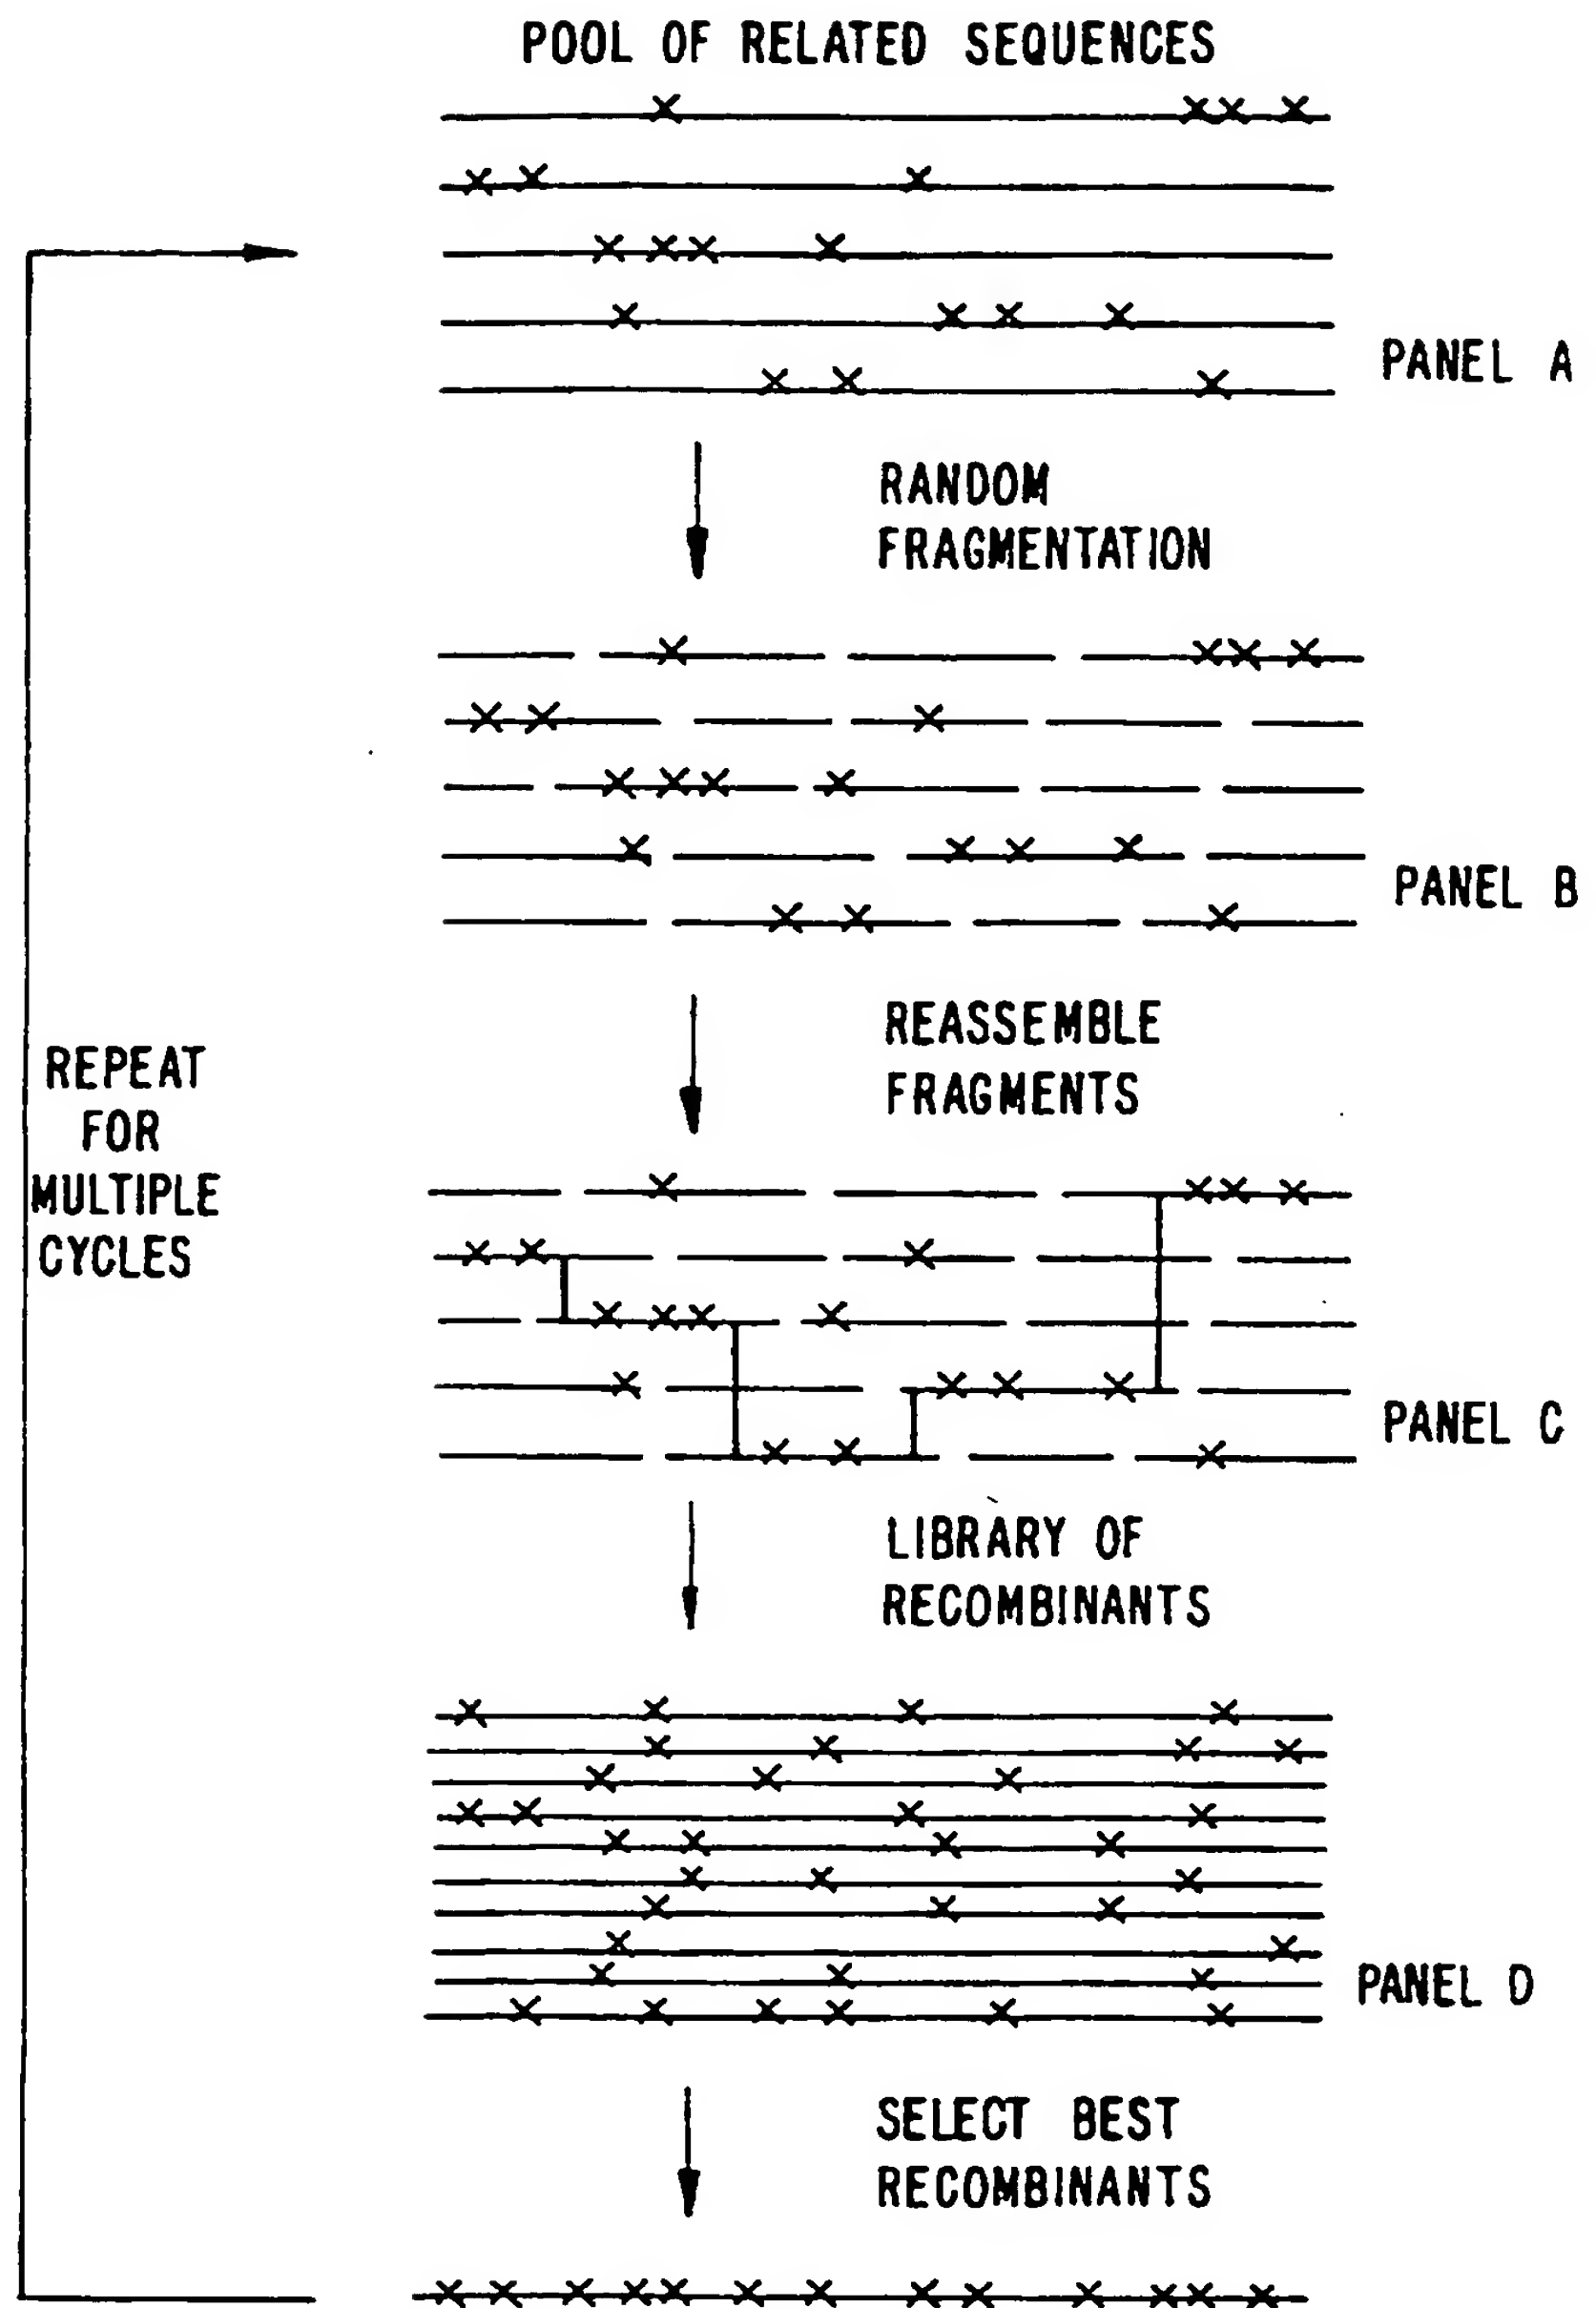 POOL OF RELATED SEQUENCES
PANEL A
RANDOM
FRAGMENTATION
PANEL B
REASSEMBLE
FRAGMENTS
REPEAT
FOR
MULTIPLE
CYCLES
PANEL C
LIBRARY OF
RECOMBINANTS
PANEL D
SELECT BEST
RECOMBINANTS